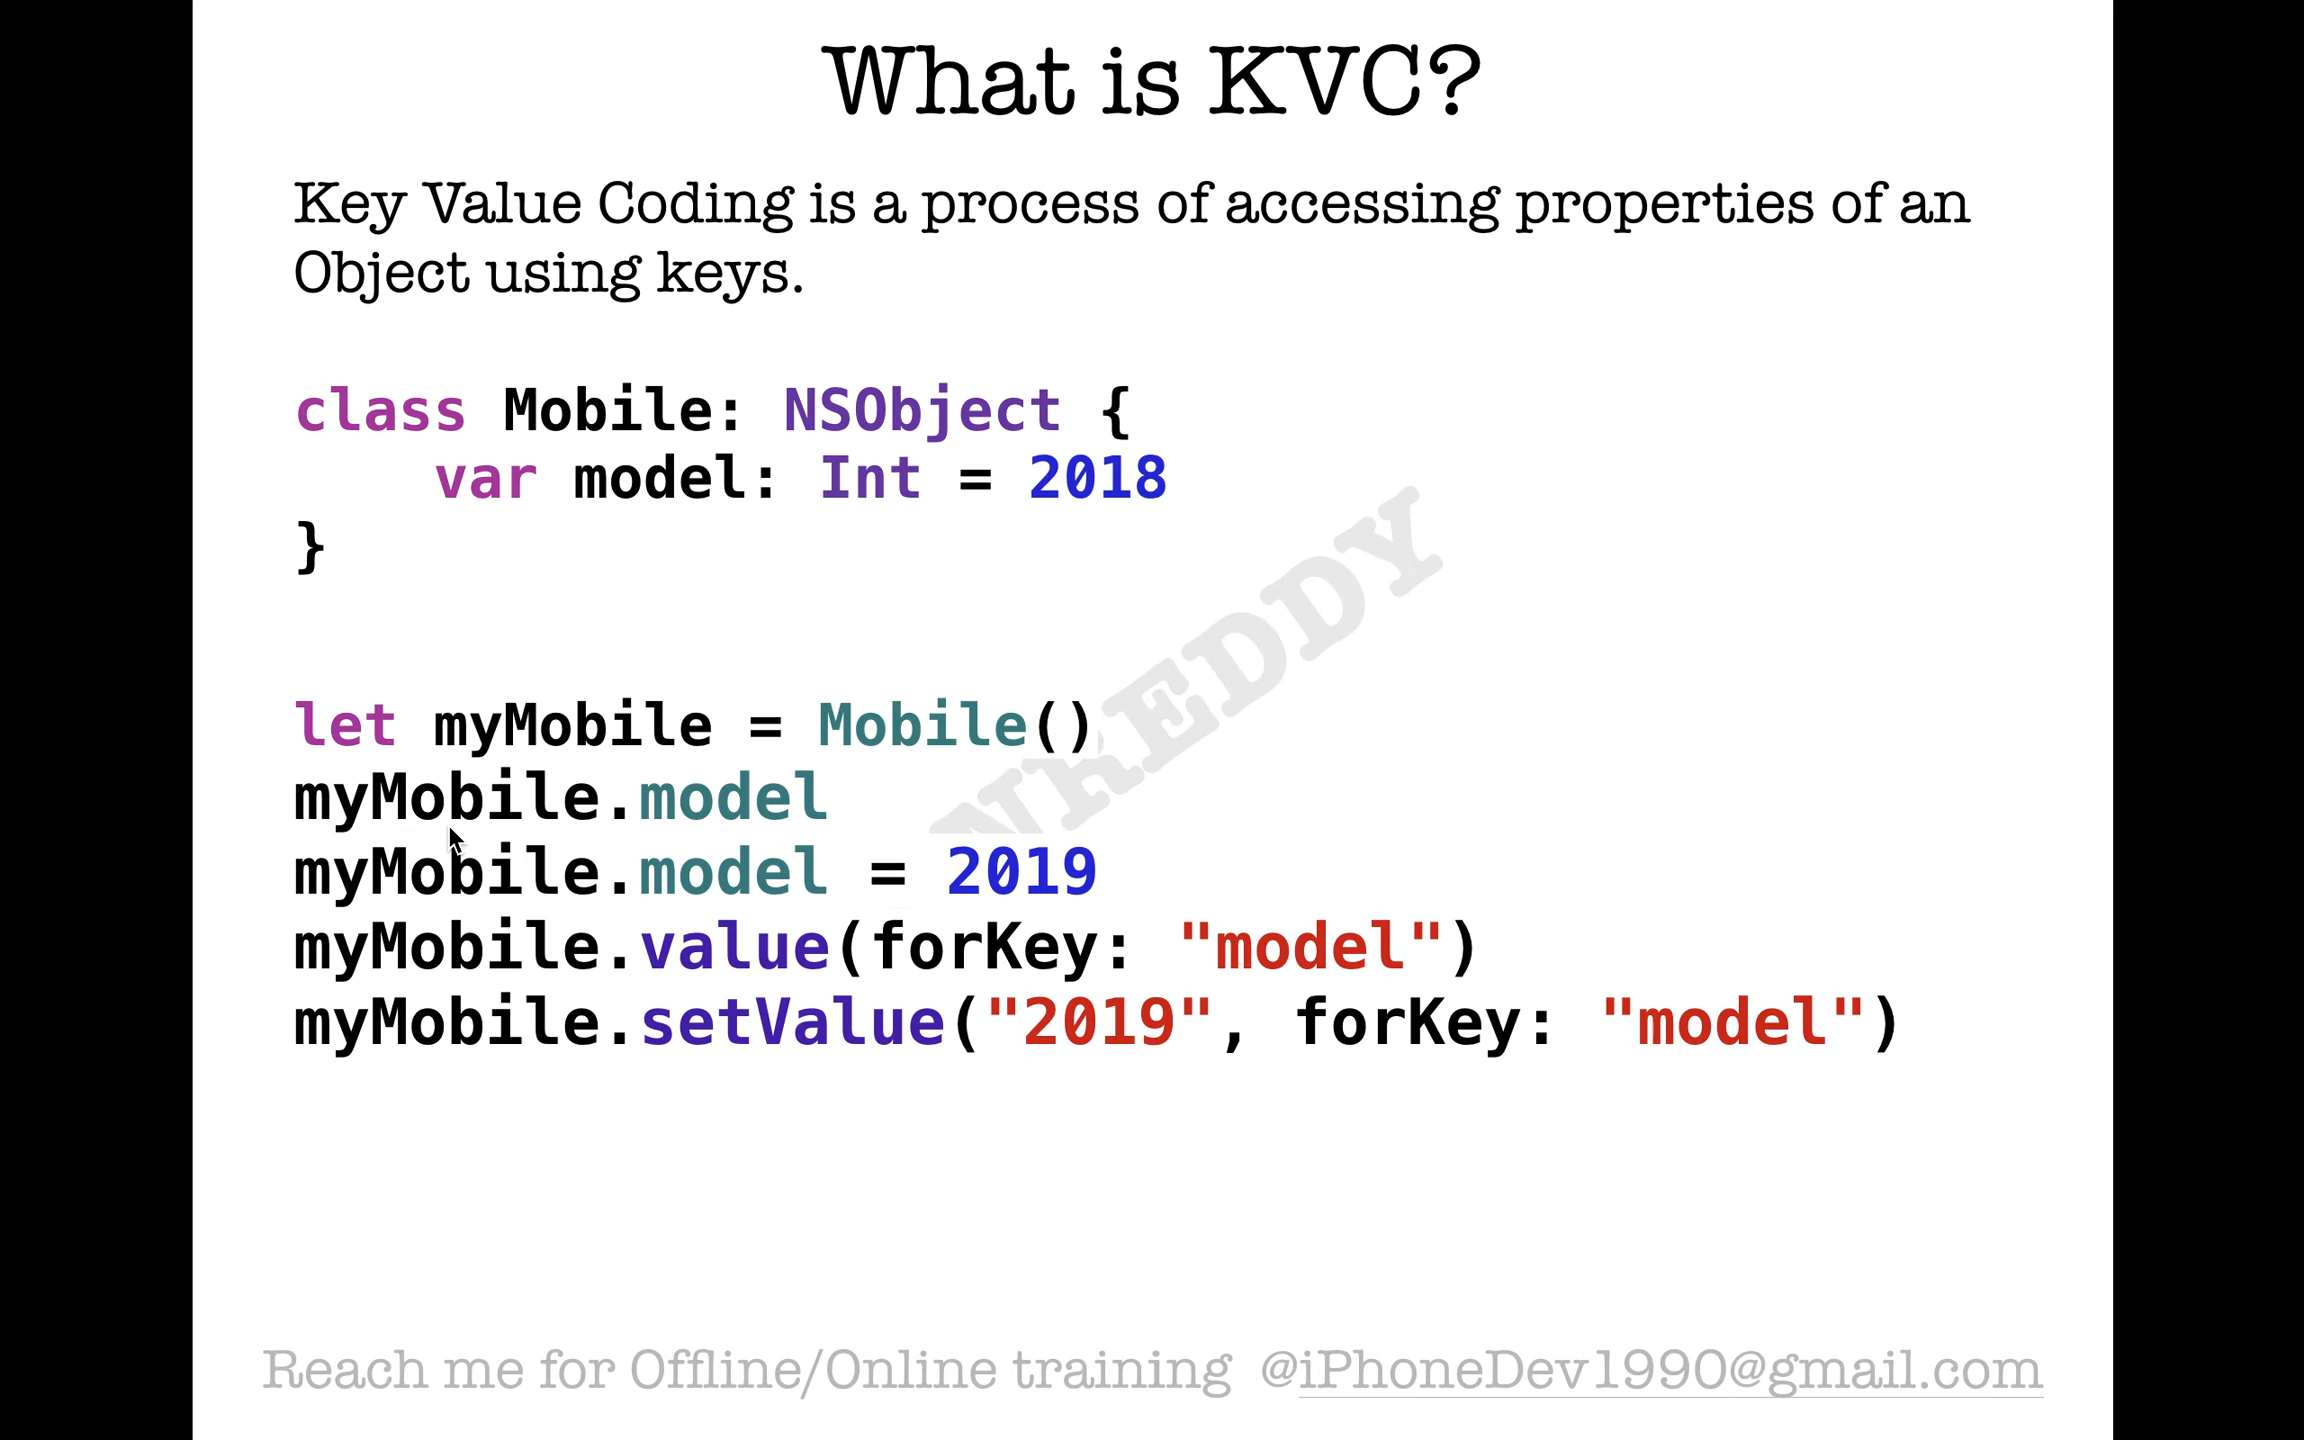 What is KVC?
Key Value Coding is a process of accessing properties of an
Object using keys.
class Mobile: NSObject {
    var model: Int = 2018
}
let myMobile = Mobile()
myMobile.model
myMobile.model = 2019
myMobile.value(forKey: "model")
myMobile.setValue("2019", forKey: "model")
Reach me for Offline/Online training @iPhoneDev1990@gmail.com